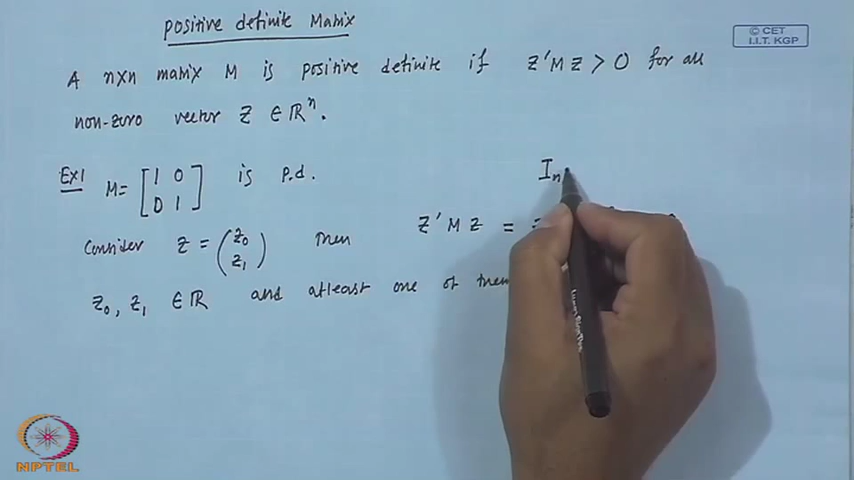 positive definite Matrix
© CET
I.I.T. KGP
A n×n matrix M is positive definite if Z'MZ > 0 for all
non-zero vector Z ∈ ℝⁿ.
Ex1 M = [1 0; 0 1] is p.d.
Iₙ
Consider Z = (z₀ z₁) then Z'MZ =
z₀, z₁ ∈ ℝ and atleast one of them
NPTEL